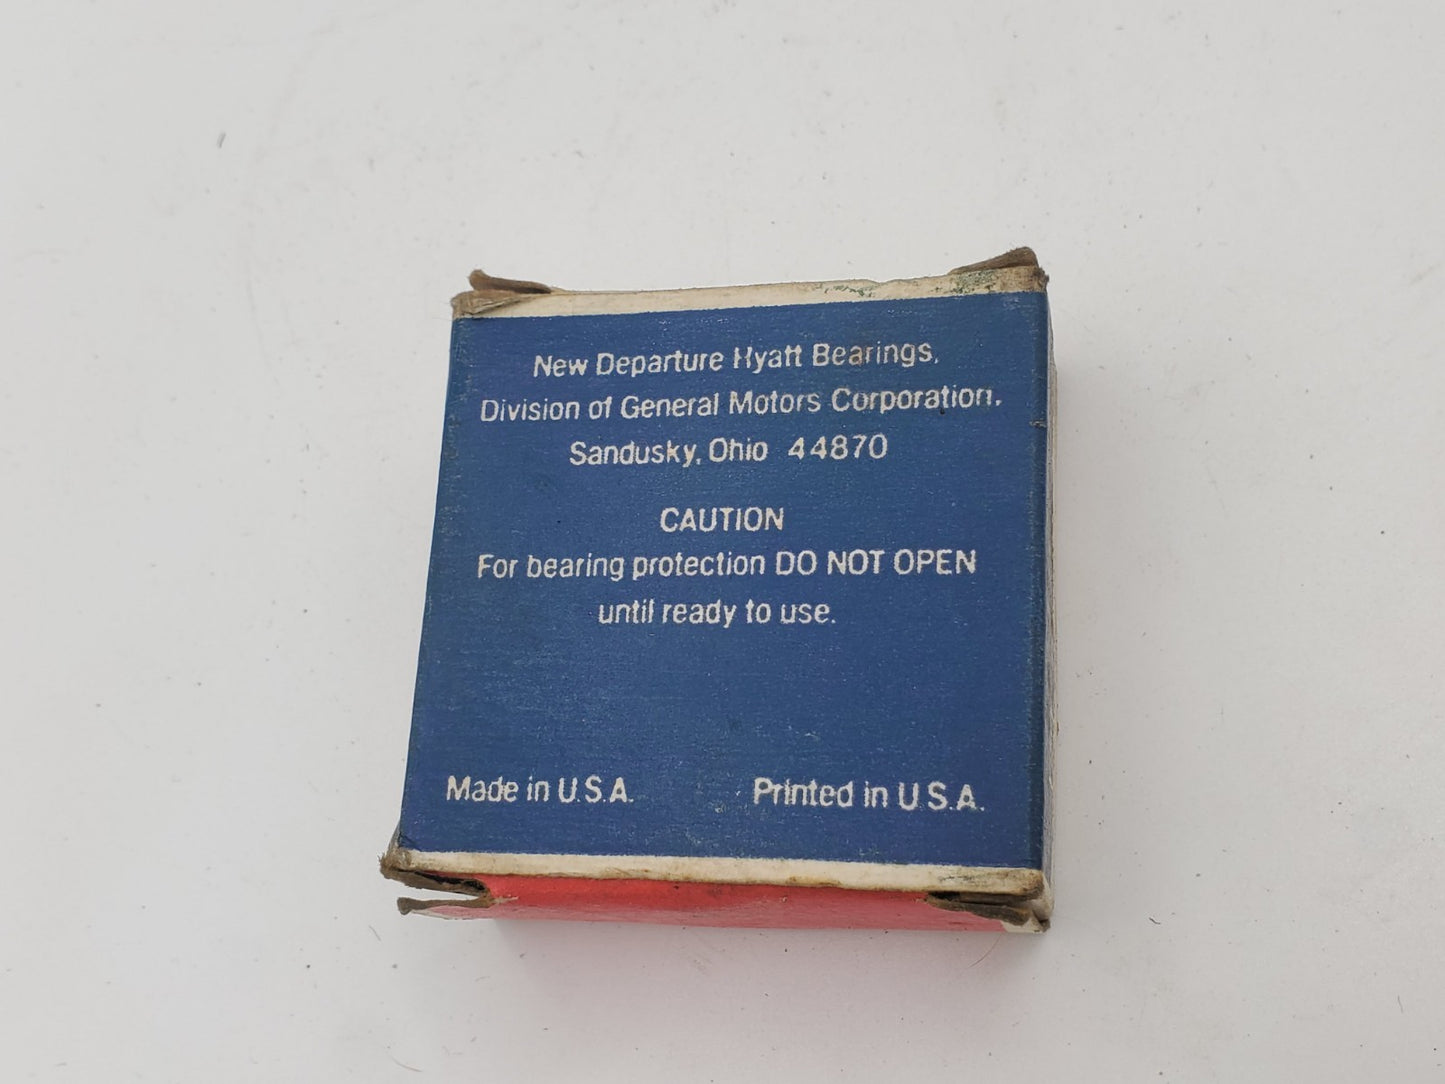 New Departure Hyatt Bearings,
Division of General Motors Corporation,
Sandusky, Ohio 44870
CAUTION
For bearing protection DO NOT OPEN
until ready to use.
Made in U.S.A. Printed in U.S.A.